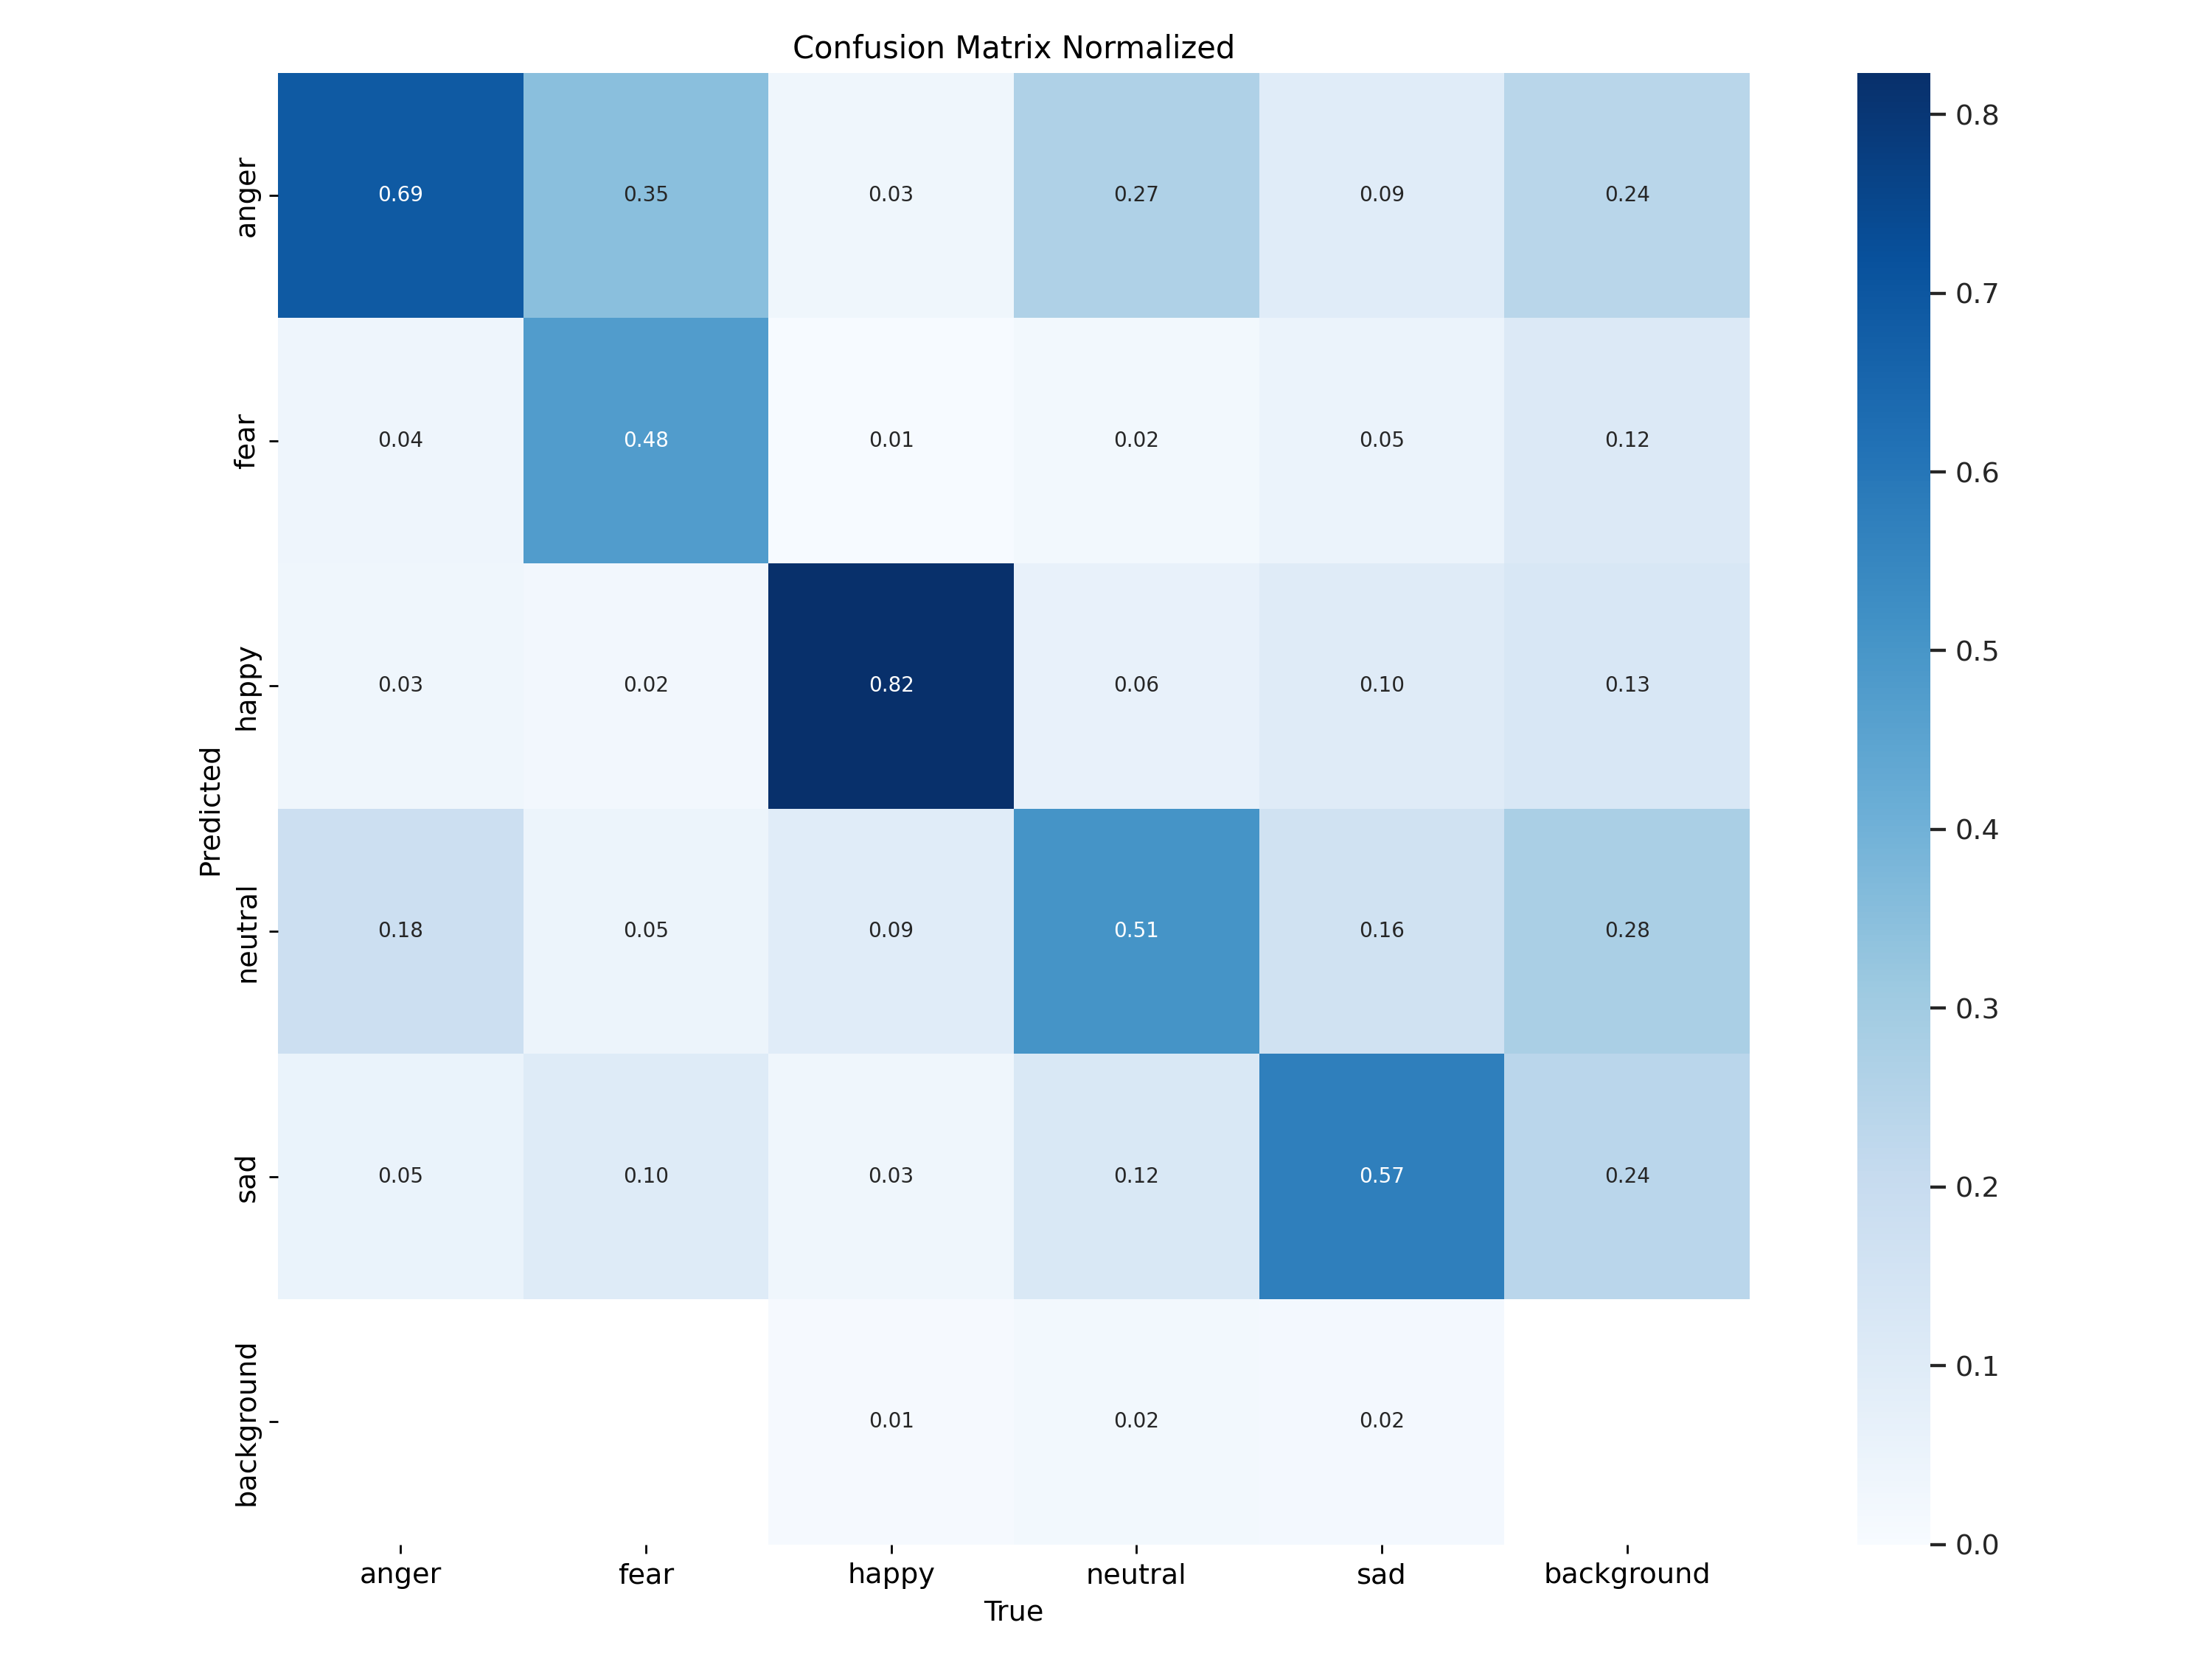 Confusion Matrix Normalized
Predicted
anger 0.69 0.35 0.03 0.27 0.09 0.24
fear 0.04 0.48 0.01 0.02 0.05 0.12
happy 0.03 0.02 0.82 0.06 0.10 0.13
neutral 0.18 0.05 0.09 0.51 0.16 0.28
sad 0.05 0.10 0.03 0.12 0.57 0.24
background 0.01 0.02 0.02
anger fear happy neutral sad background
True
0.8
0.7
0.6
0.5
0.4
0.3
0.2
0.1
0.0